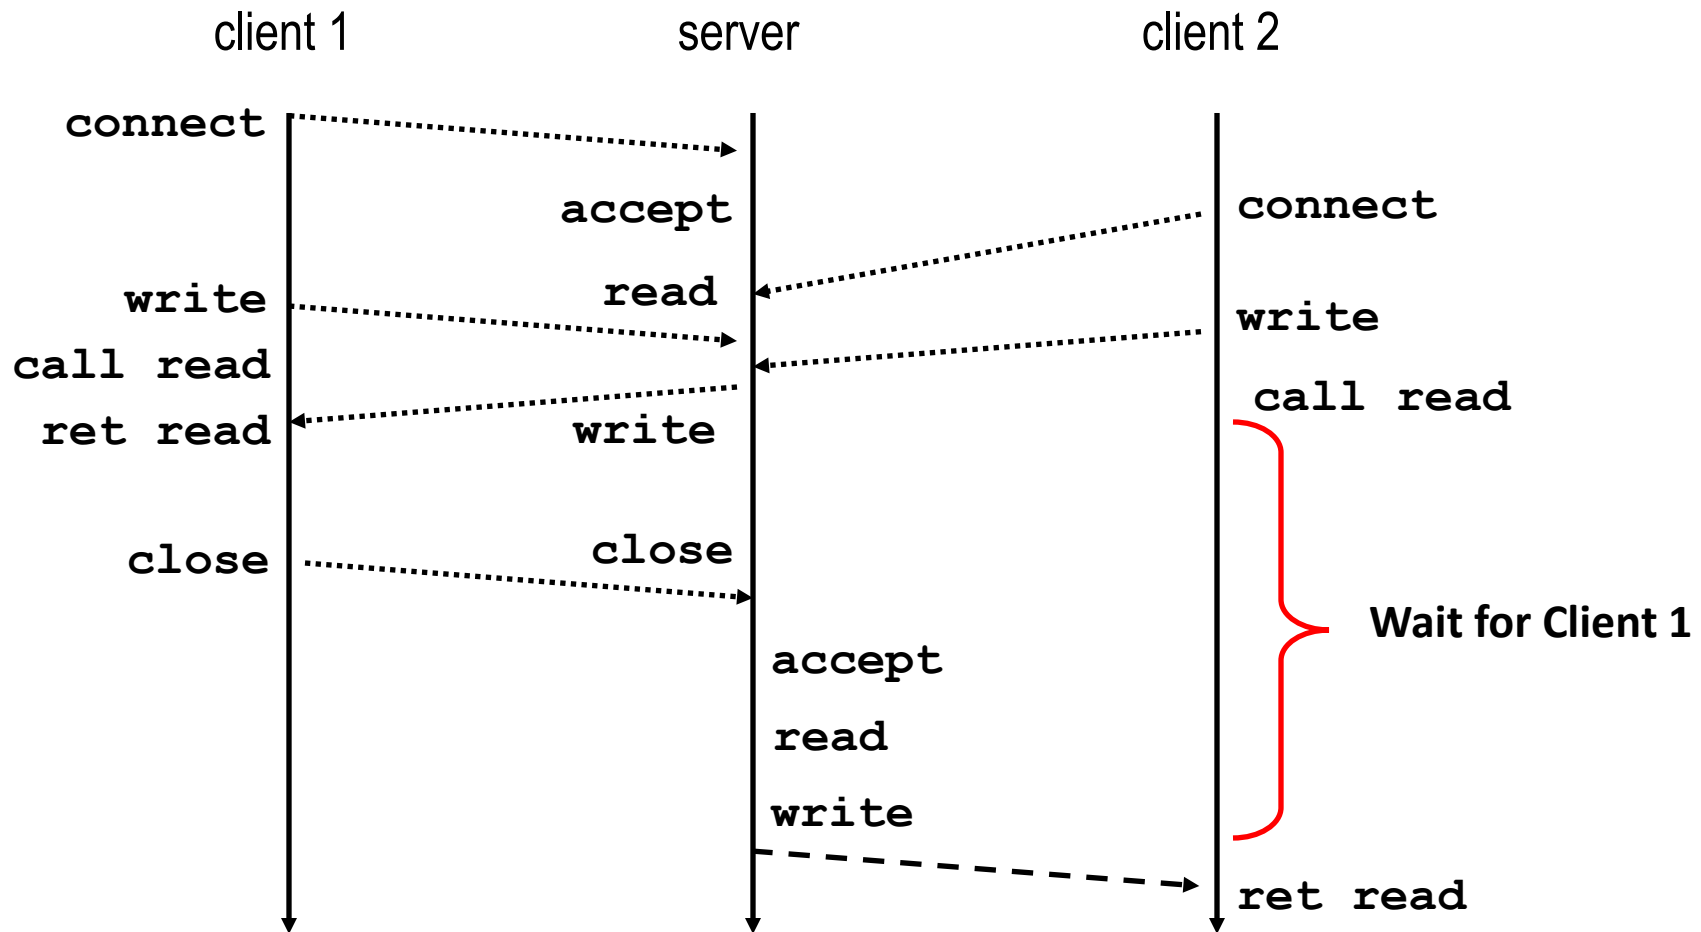 client 1
server
client 2
connect
accept
connect
read
write
write
call read
call read
ret read
write
close
close
Wait for Client 1
accept
read
write
ret read